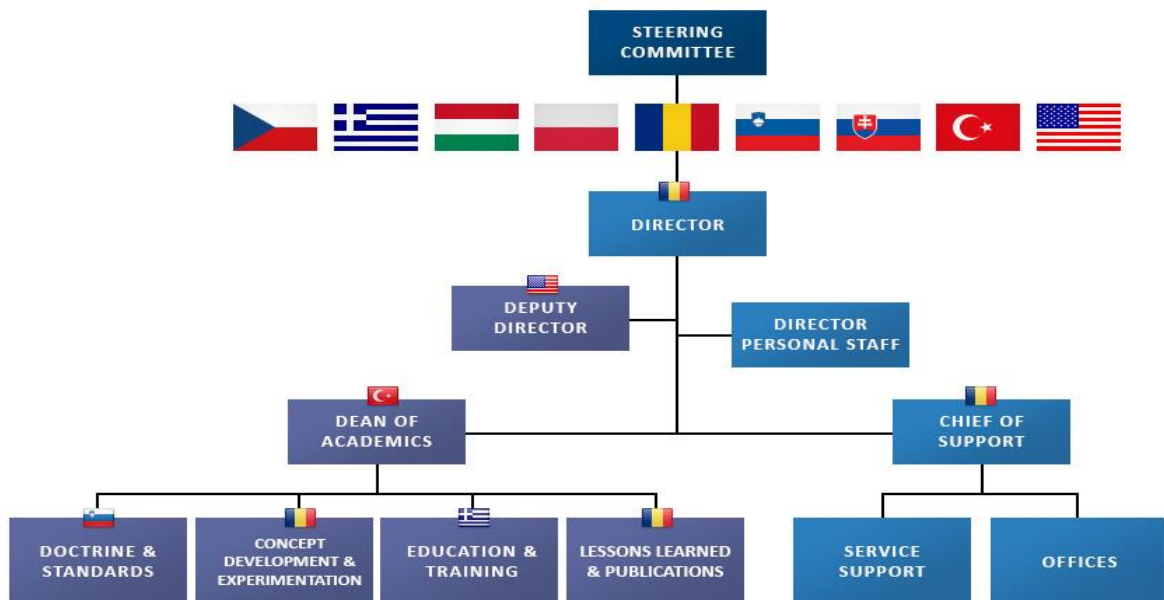 STEERING
COMMITTEE
DIRECTOR
DEPUTY
DIRECTOR
DIRECTOR
PERSONAL STAFF
DEAN OF
ACADEMICS
CHIEF OF
SUPPORT
DOCTRINE &
STANDARDS
CONCEPT
DEVELOPMENT &
EXPERIMENTATION
EDUCATION &
TRAINING
LESSONS LEARNED
& PUBLICATIONS
SERVICE
SUPPORT
OFFICES